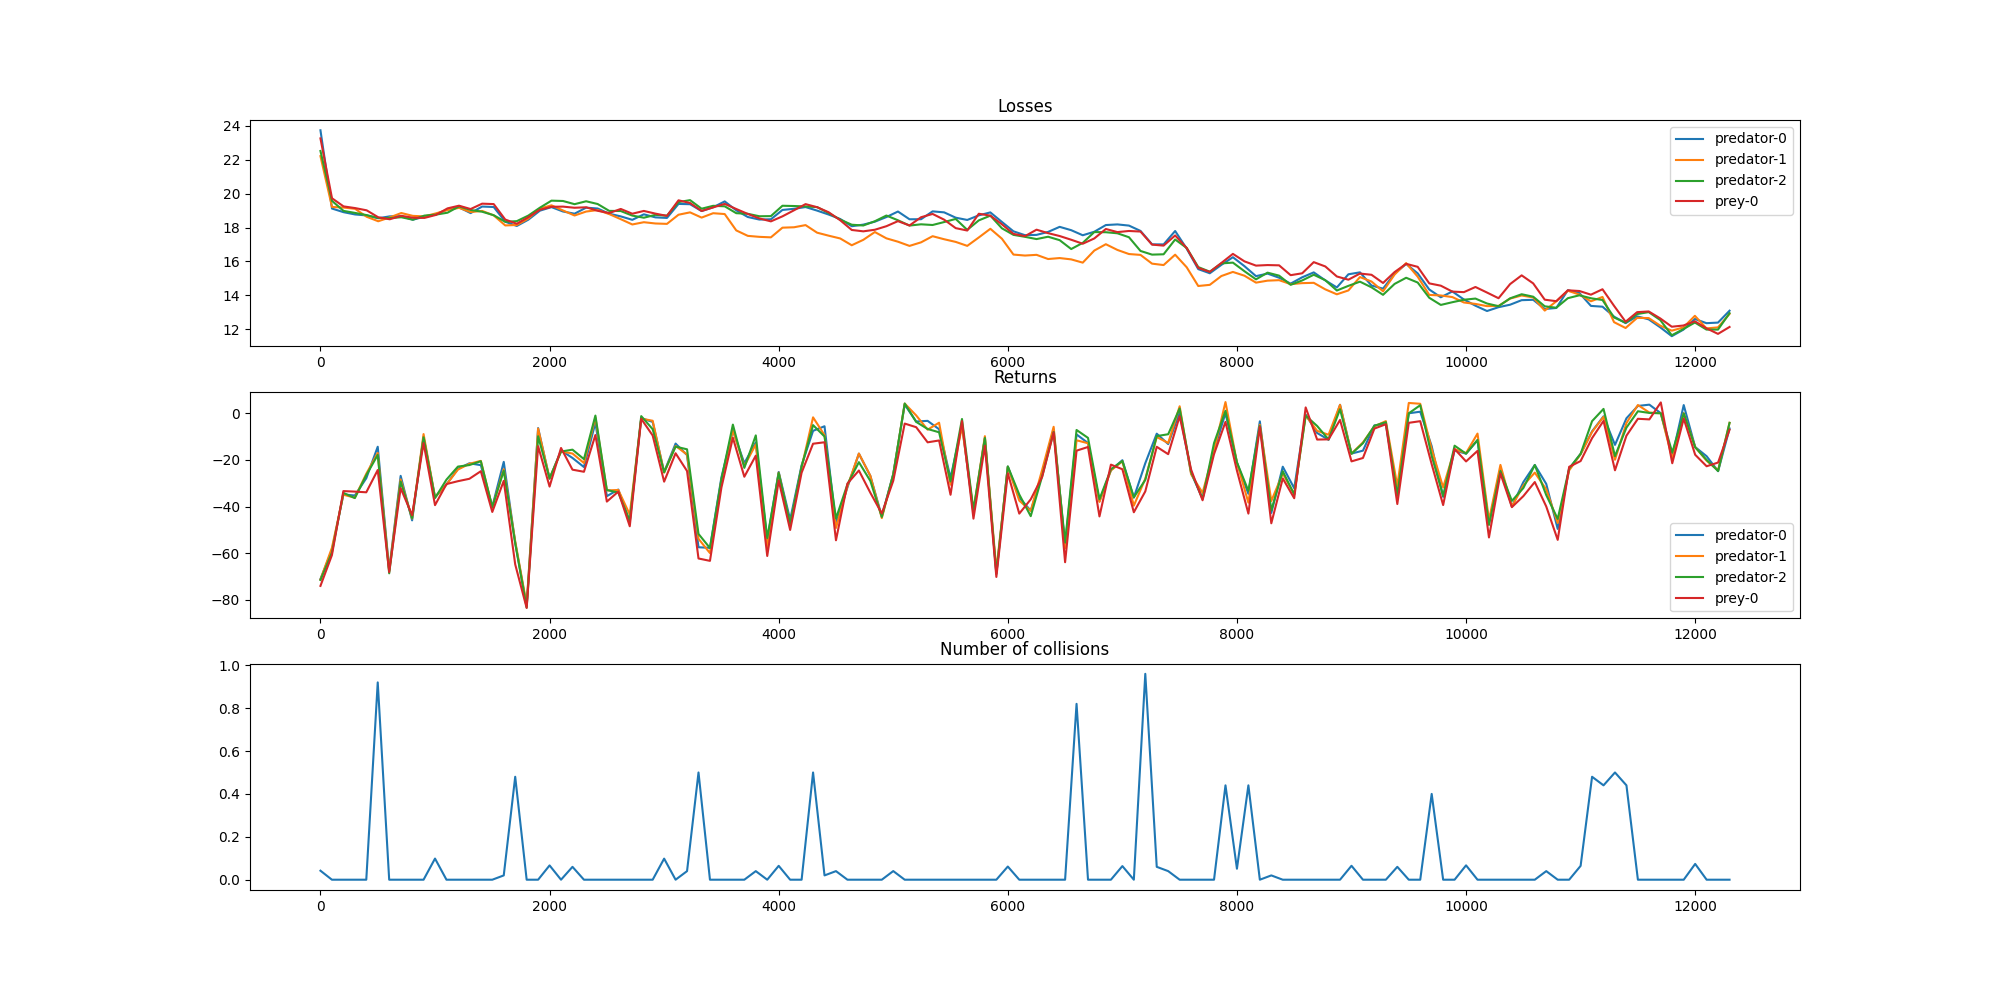 Losses
24
22
20
18
16
14
12
predator-0
predator-1
predator-2
prey-0
0 2000 4000 6000 8000 10000 12000
Returns
0
−20
−40
−60
−80
predator-0
predator-1
predator-2
prey-0
0 2000 4000 6000 8000 10000 12000
Number of collisions
1.0
0.8
0.6
0.4
0.2
0.0
0 2000 4000 6000 8000 10000 12000